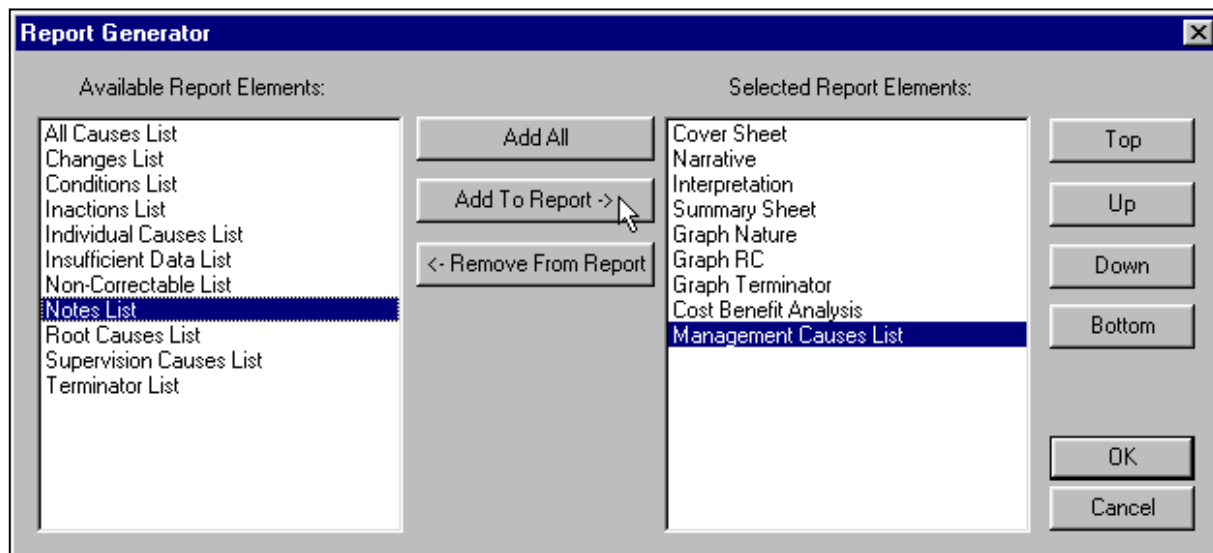 Report Generator
Available Report Elements:
All Causes List
Changes List
Conditions List
Inactions List
Individual Causes List
Insufficient Data List
Non-Correctable List
Notes List
Root Causes List
Supervision Causes List
Terminator List
Add All
Add To Report ->
<- Remove From Report
Selected Report Elements:
Cover Sheet
Narrative
Interpretation
Summary Sheet
Graph Nature
Graph RC
Graph Terminator
Cost Benefit Analysis
Management Causes List
Top
Up
Down
Bottom
OK
Cancel